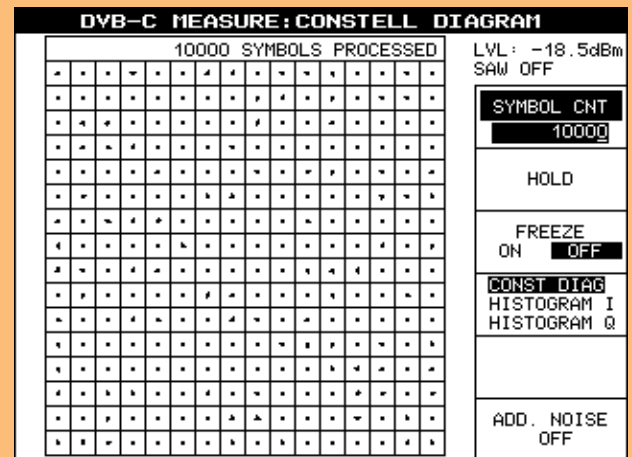 DVB-C MEASURE:CONSTELL DIAGRAM
10000 SYMBOLS PROCESSED
LVL: -18.5dBm
SAW OFF
SYMBOL CNT
10000
HOLD
FREEZE
ON OFF
CONST DIAG
HISTOGRAM I
HISTOGRAM Q
ADD. NOISE
OFF